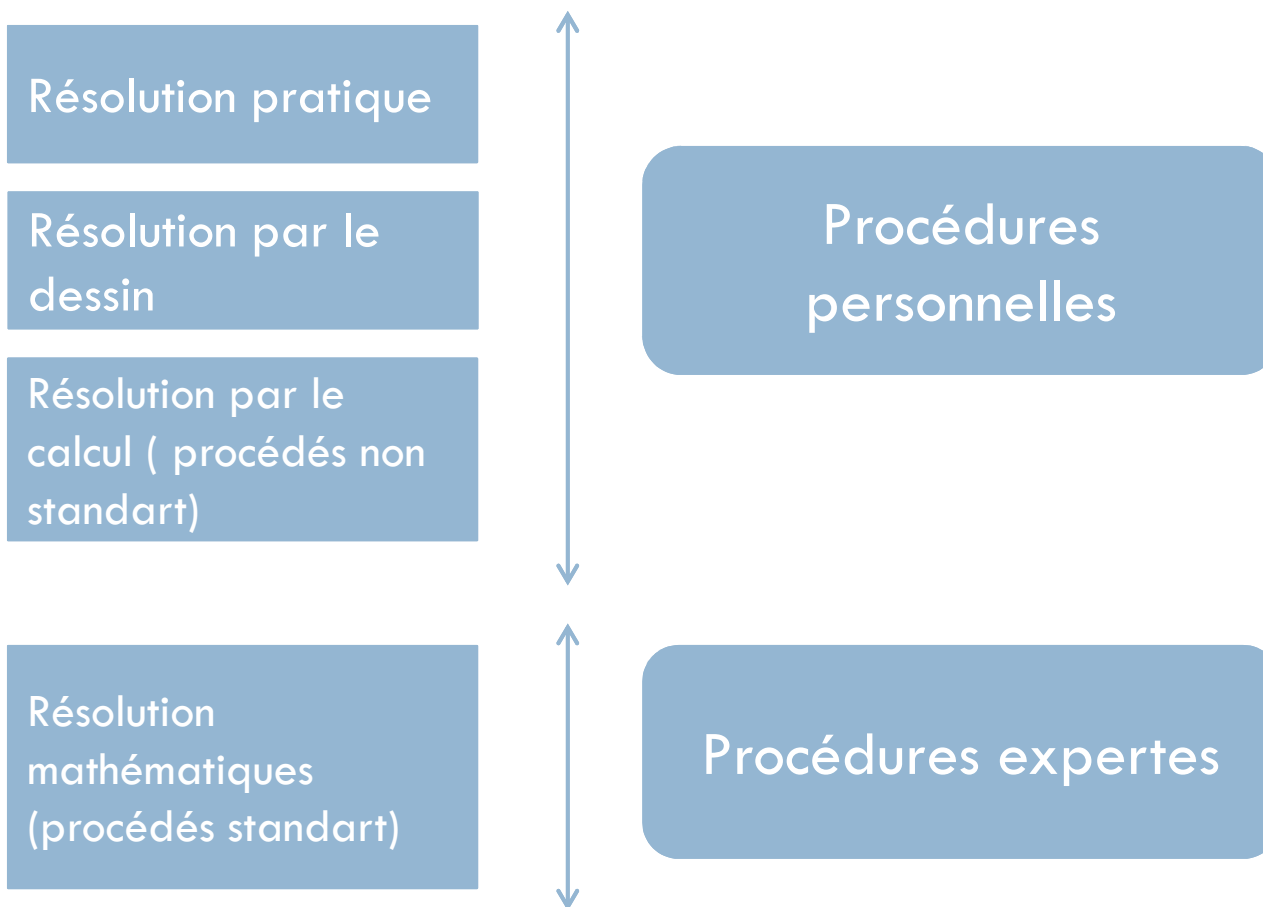 Résolution pratique
Résolution par le
dessin
Résolution par le
calcul ( procédés non
standart)
Procédures
personnelles
Résolution
mathématiques
(procédés standart)
Procédures expertes